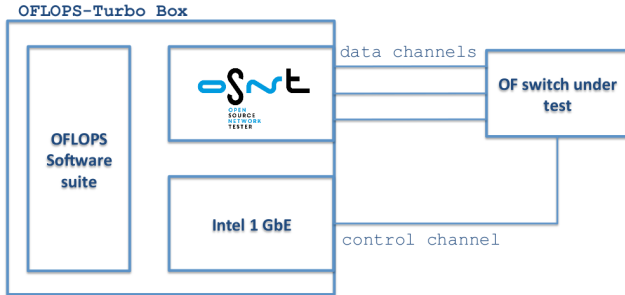 OFLOPS-Turbo Box
OFLOPS
Software
suite
OSNT
OPEN
SOURCE
NETWORK
TESTER
Intel 1 GbE
data channels
control channel
OF switch under
test